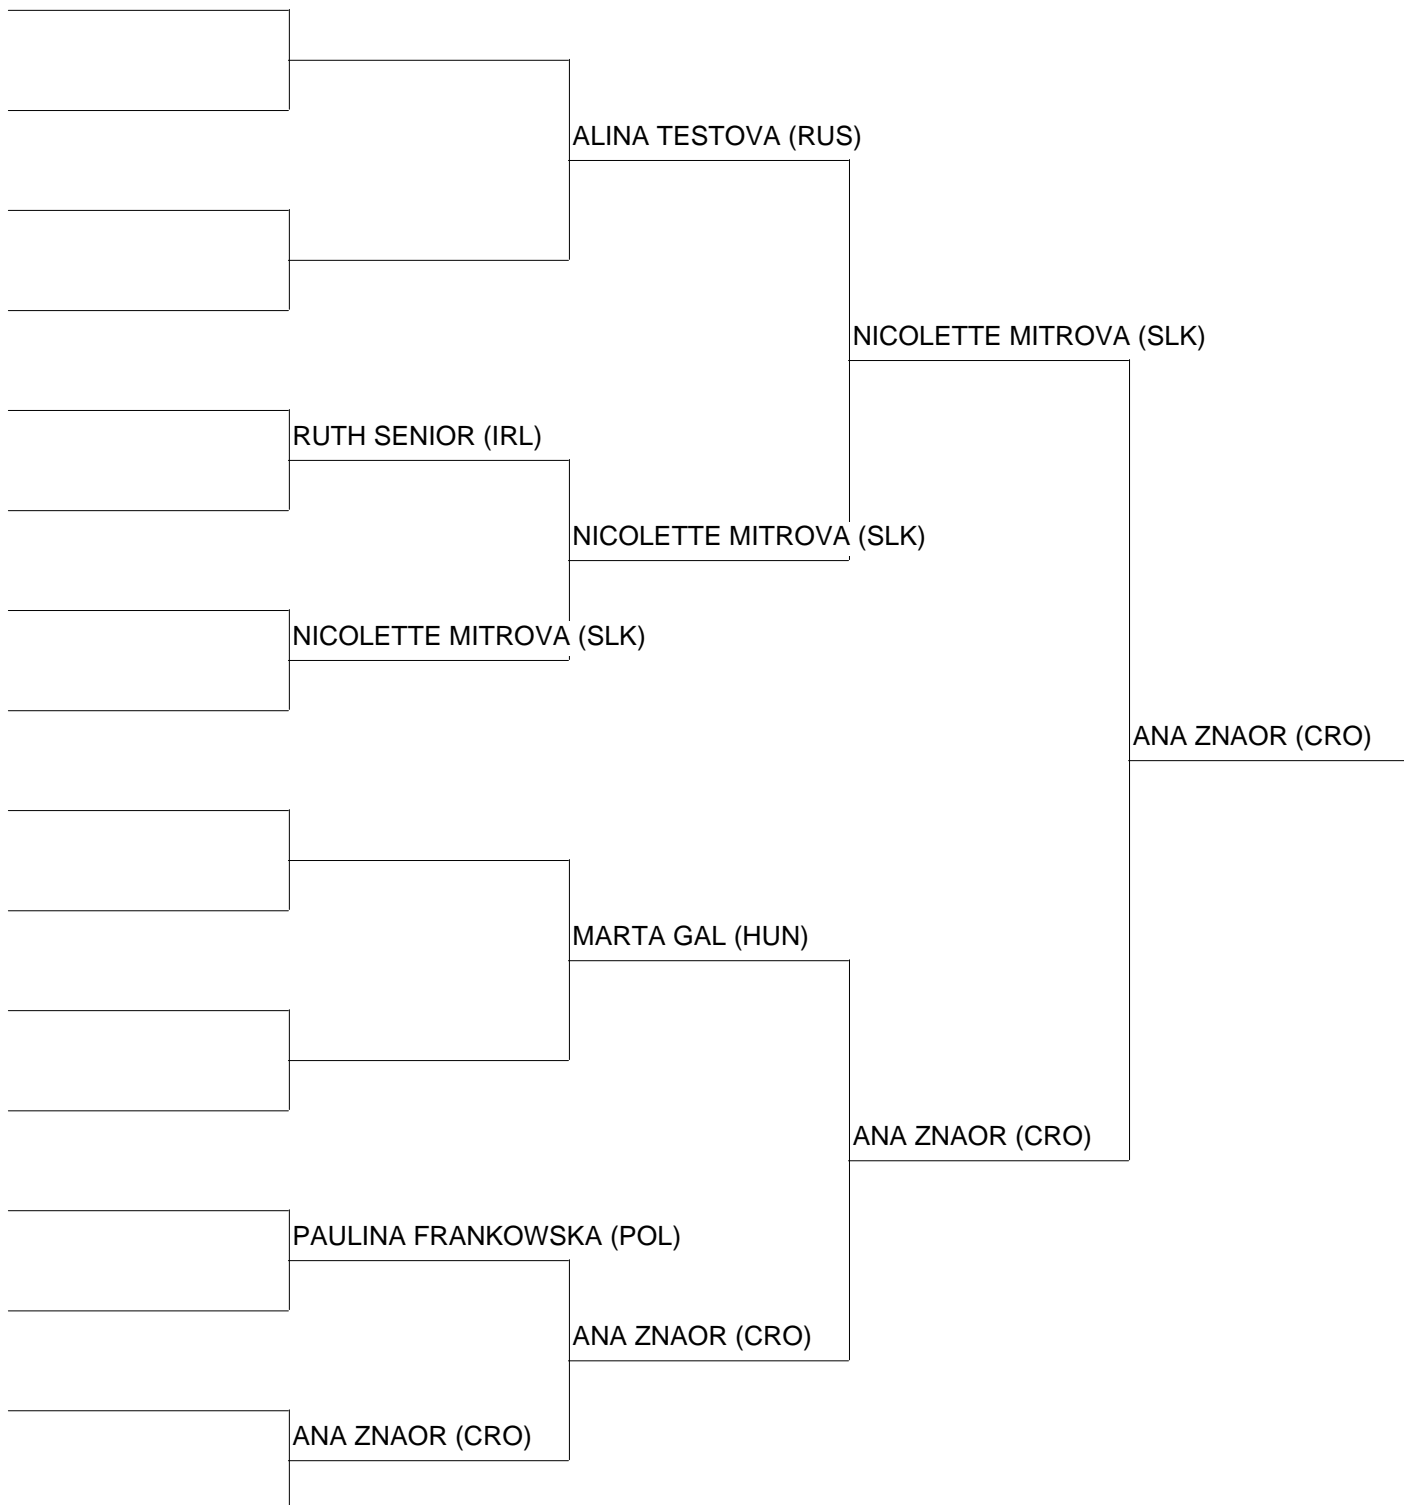 ALINA TESTOVA (RUS)
NICOLETTE MITROVA (SLK)
RUTH SENIOR (IRL)
NICOLETTE MITROVA (SLK)
NICOLETTE MITROVA (SLK)
ANA ZNAOR (CRO)
MARTA GAL (HUN)
ANA ZNAOR (CRO)
PAULINA FRANKOWSKA (POL)
ANA ZNAOR (CRO)
ANA ZNAOR (CRO)